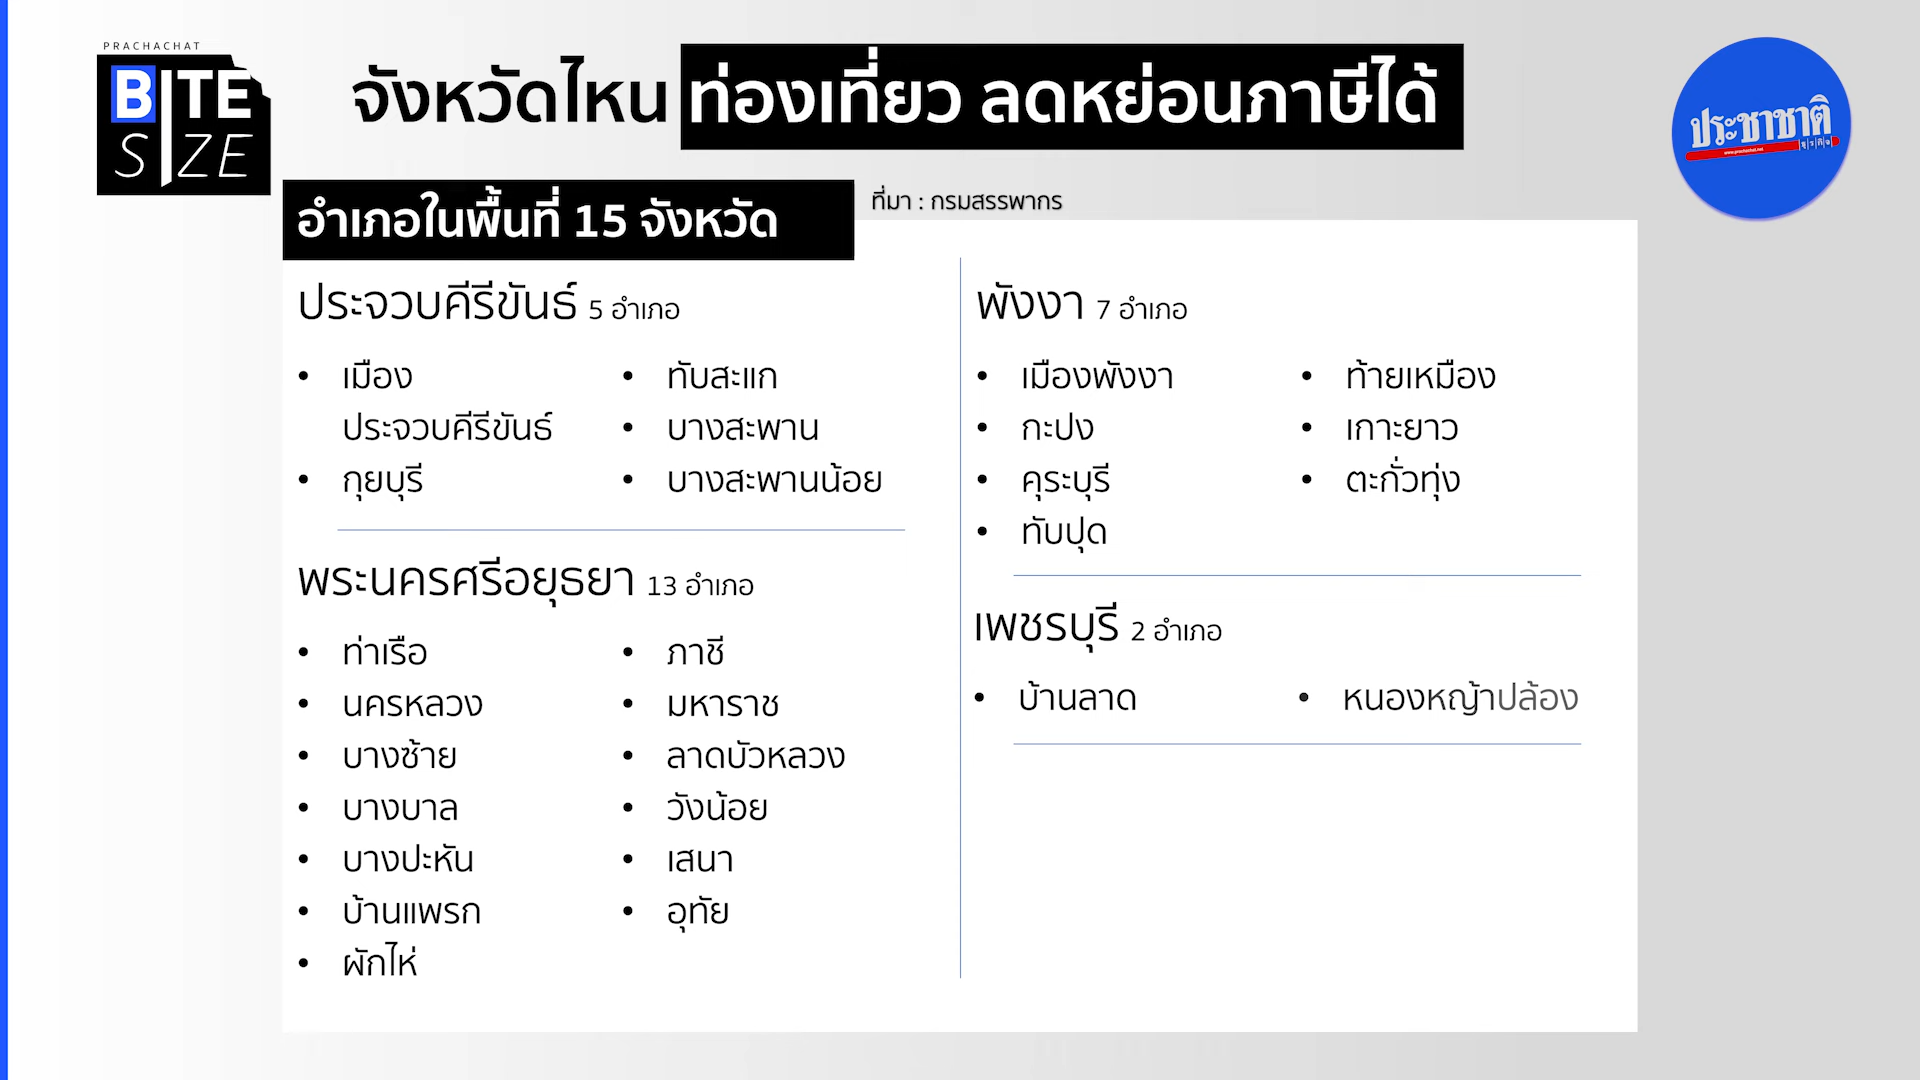 PRACHACHAT
BITE
SIZE
จังหวัดไหน ท่องเที่ยว ลดหย่อนภาษีได้
ประชาชาติ
ธุรกิจ
www.prachachat.net
อำเภอในพื้นที่ 15 จังหวัด
ที่มา : กรมสรรพากร
ประจวบคีรีขันธ์ 5 อำเภอ
• เมือง
ประจวบคีรีขันธ์
• กุยบุรี
• ทับสะแก
• บางสะพาน
• บางสะพานน้อย
พระนครศรีอยุธยา 13 อำเภอ
• ท่าเรือ
• นครหลวง
• บางซ้าย
• บางบาล
• บางปะหัน
• บ้านแพรก
• ผักไห่
• ภาชี
• มหาราช
• ลาดบัวหลวง
• วังน้อย
• เสนา
• อุทัย
พังงา 7 อำเภอ
• เมืองพังงา
• กะปง
• คุระบุรี
• ทับปุด
• ท้ายเหมือง
• เกาะยาว
• ตะกั่วทุ่ง
เพชรบุรี 2 อำเภอ
• บ้านลาด
• หนองหญ้าปล้อง